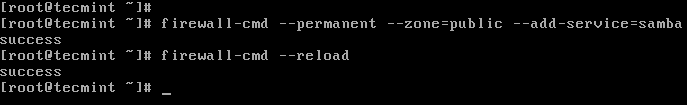 [root@tecmint ~]#
[root@tecmint ~]# firewall-cmd --permanent --zone=public --add-service=samba
success
[root@tecmint ~]# firewall-cmd --reload
success
[root@tecmint ~]# _